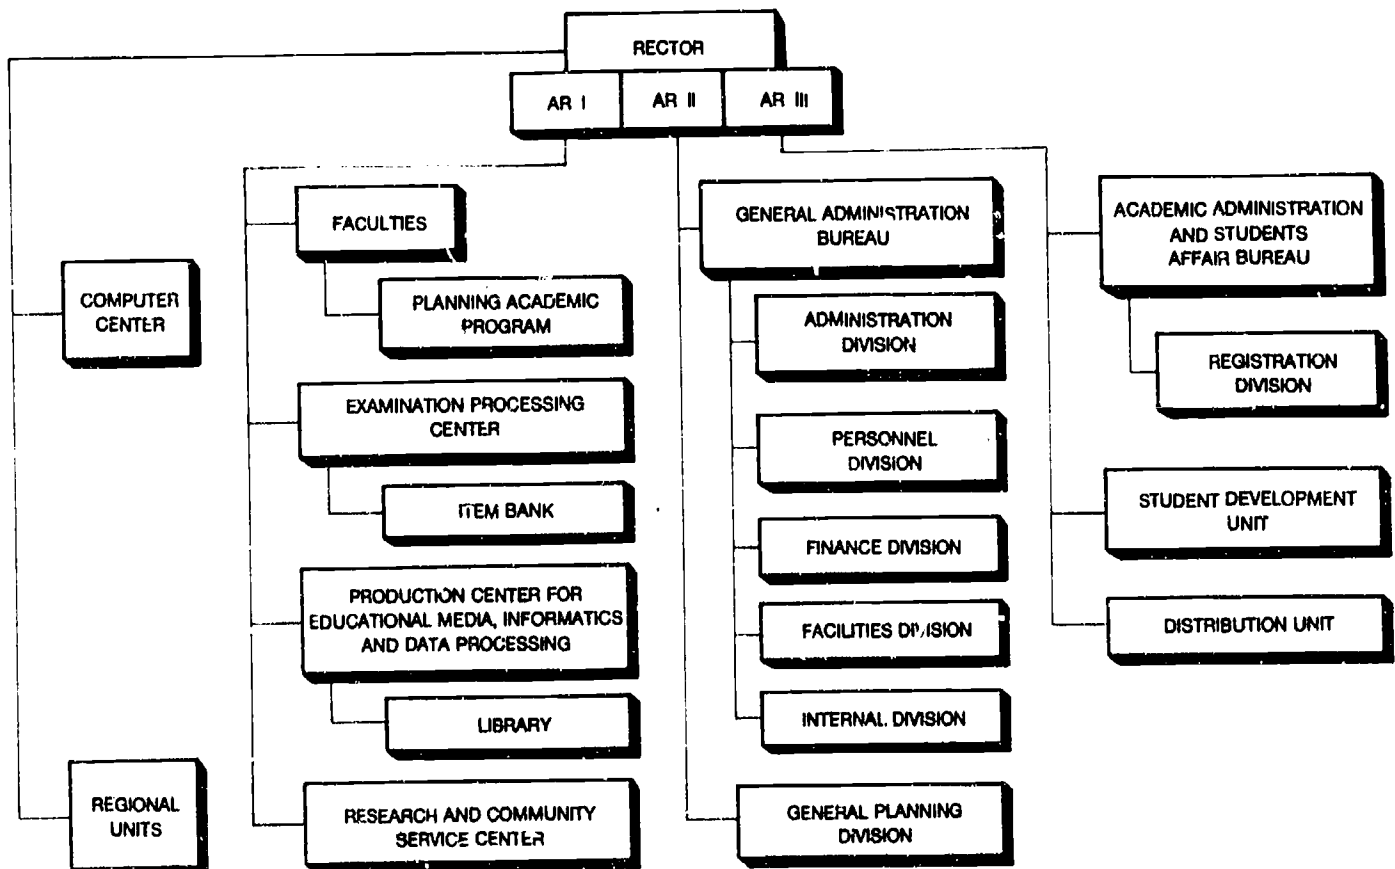 RECTOR
AR I
AR II
AR III
COMPUTER
CENTER
REGIONAL
UNITS
FACULTIES
PLANNING ACADEMIC
PROGRAM
EXAMINATION PROCESSING
CENTER
ITEM BANK
PRODUCTION CENTER FOR
EDUCATIONAL MEDIA, INFORMATICS
AND DATA PROCESSING
LIBRARY
RESEARCH AND COMMUNITY
SERVICE CENTER
GENERAL ADMINISTRATION
BUREAU
ADMINISTRATION
DIVISION
PERSONNEL
DIVISION
FINANCE DIVISION
FACILITIES DIVISION
INTERNAL DIVISION
GENERAL PLANNING
DIVISION
ACADEMIC ADMINISTRATION
AND STUDENTS
AFFAIR BUREAU
REGISTRATION
DIVISION
STUDENT DEVELOPMENT
UNIT
DISTRIBUTION UNIT